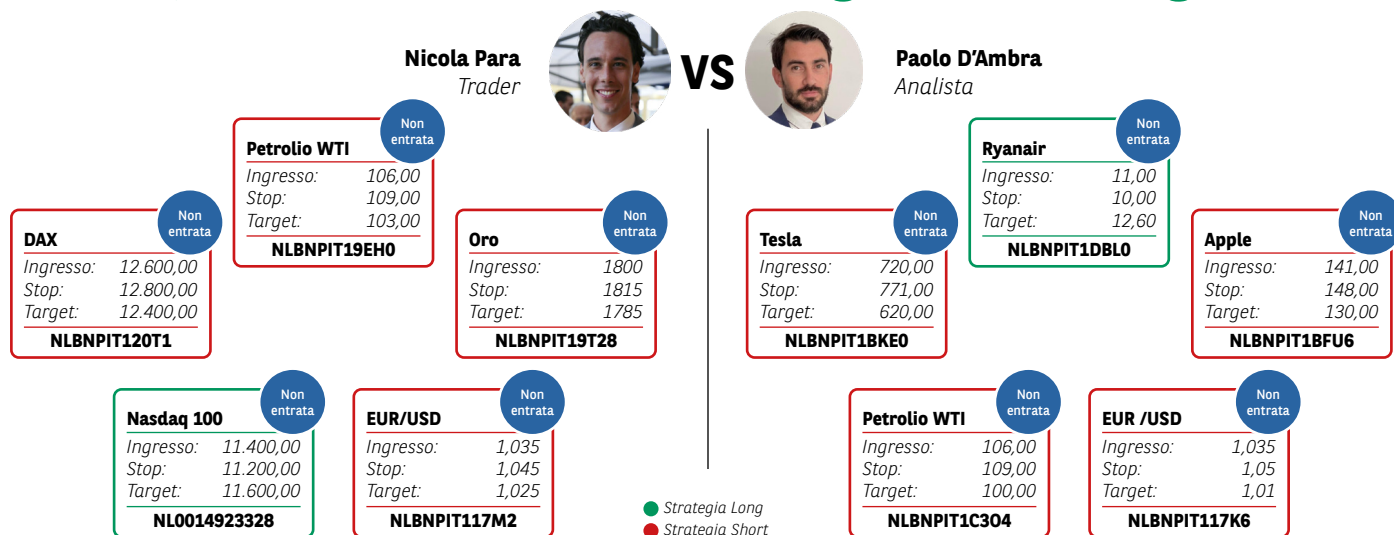 Nicola Para
Trader
VS
Paolo D'Ambra
Analista
Non
entrata
Petrolio WTI
Ingresso: 106,00
Stop: 109,00
Target: 103,00
NLBNPIT19EH0
Non
entrata
DAX
Ingresso: 12.600,00
Stop: 12.800,00
Target: 12.400,00
NLBNPIT120T1
Non
entrata
Oro
Ingresso: 1800
Stop: 1815
Target: 1785
NLBNPIT19T28
Non
entrata
Nasdaq 100
Ingresso: 11.400,00
Stop: 11.200,00
Target: 11.600,00
NL0014923328
Non
entrata
EUR/USD
Ingresso: 1,035
Stop: 1,045
Target: 1,025
NLBNPIT117M2
Non
entrata
Ryanair
Ingresso: 11,00
Stop: 10,00
Target: 12,60
NLBNPIT1DBL0
Non
entrata
Tesla
Ingresso: 720,00
Stop: 771,00
Target: 620,00
NLBNPIT1BKE0
Non
entrata
Apple
Ingresso: 141,00
Stop: 148,00
Target: 130,00
NLBNPIT1BFU6
Non
entrata
Petrolio WTI
Ingresso: 106,00
Stop: 109,00
Target: 100,00
NLBNPIT1C3O4
Non
entrata
EUR /USD
Ingresso: 1,035
Stop: 1,05
Target: 1,01
NLBNPIT117K6
Strategia Long
Strategia Short